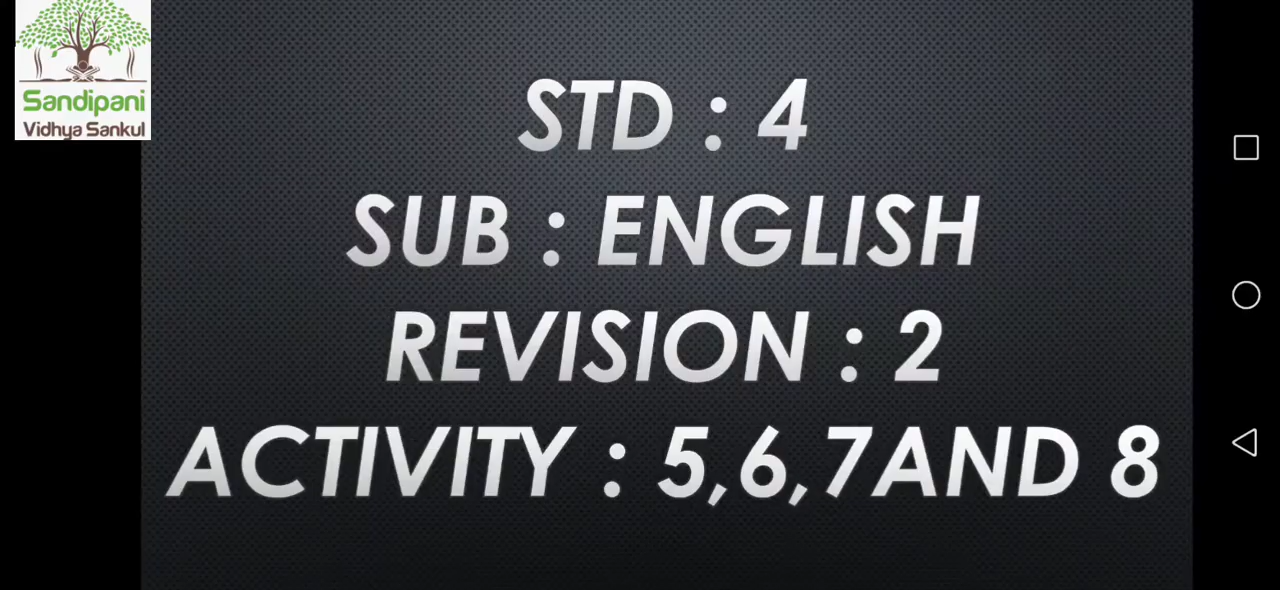 Sandipani
Vidhya Sankul
STD : 4
SUB : ENGLISH
REVISION : 2
ACTIVITY : 5,6,7AND 8